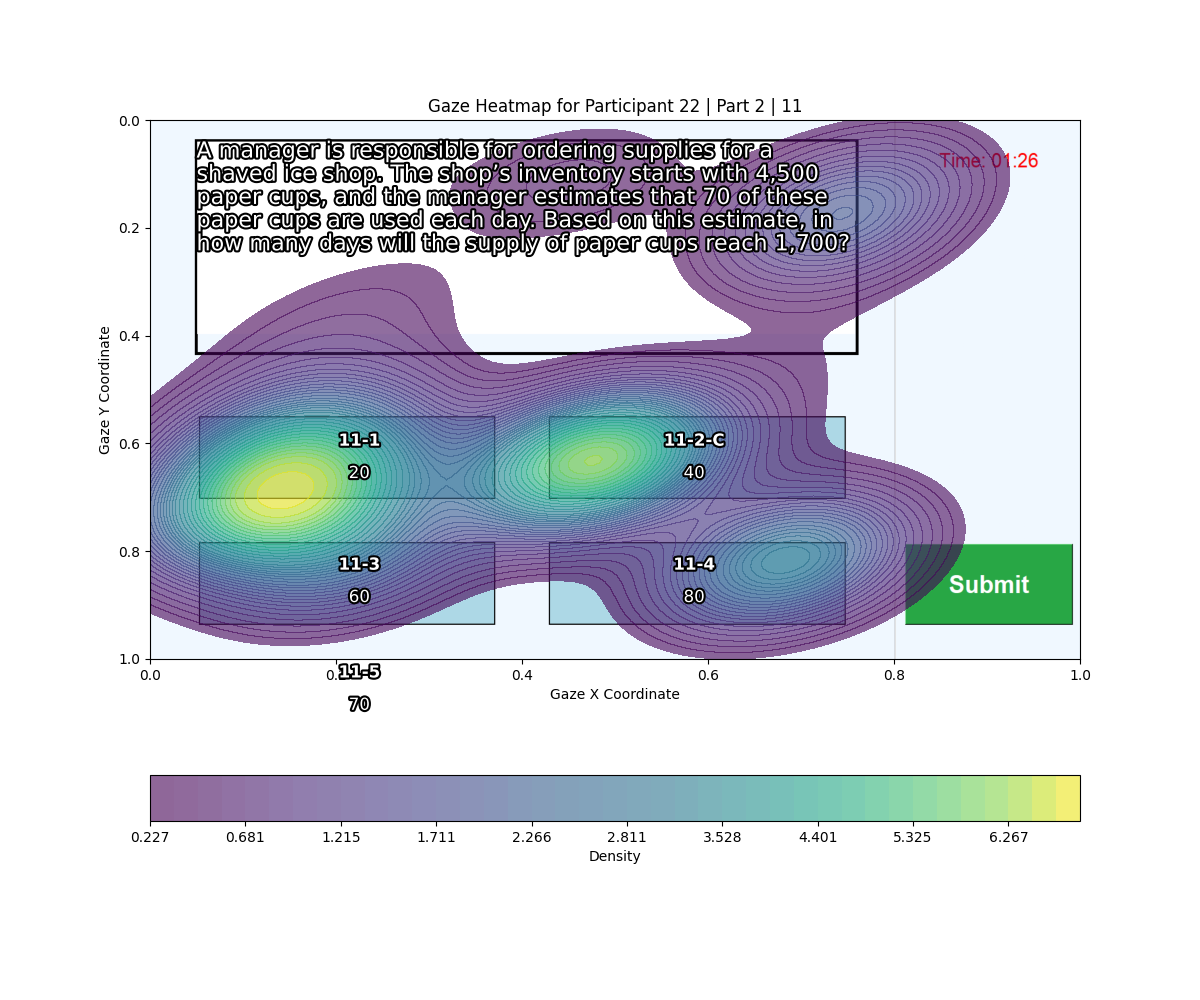 Gaze Heatmap for Participant 22 | Part 2 | 11
0.0
A manager is responsible for ordering supplies for a
shaved ice shop. The shop’s inventory starts with 4,500
paper cups, and the manager estimates that 70 of these
paper cups are used each day. Based on this estimate, in
how many days will the supply of paper cups reach 1,700?
Time: 01:26
0.2
0.4
0.6
0.8
1.0
Gaze Y Coordinate
11-1
20
11-2-C
40
11-3
60
11-4
80
Submit
0.0
0.4
0.6
0.8
1.0
11-5
70
Gaze X Coordinate
0.227
0.681
1.215
1.711
2.266
2.811
3.528
4.401
5.325
6.267
Density